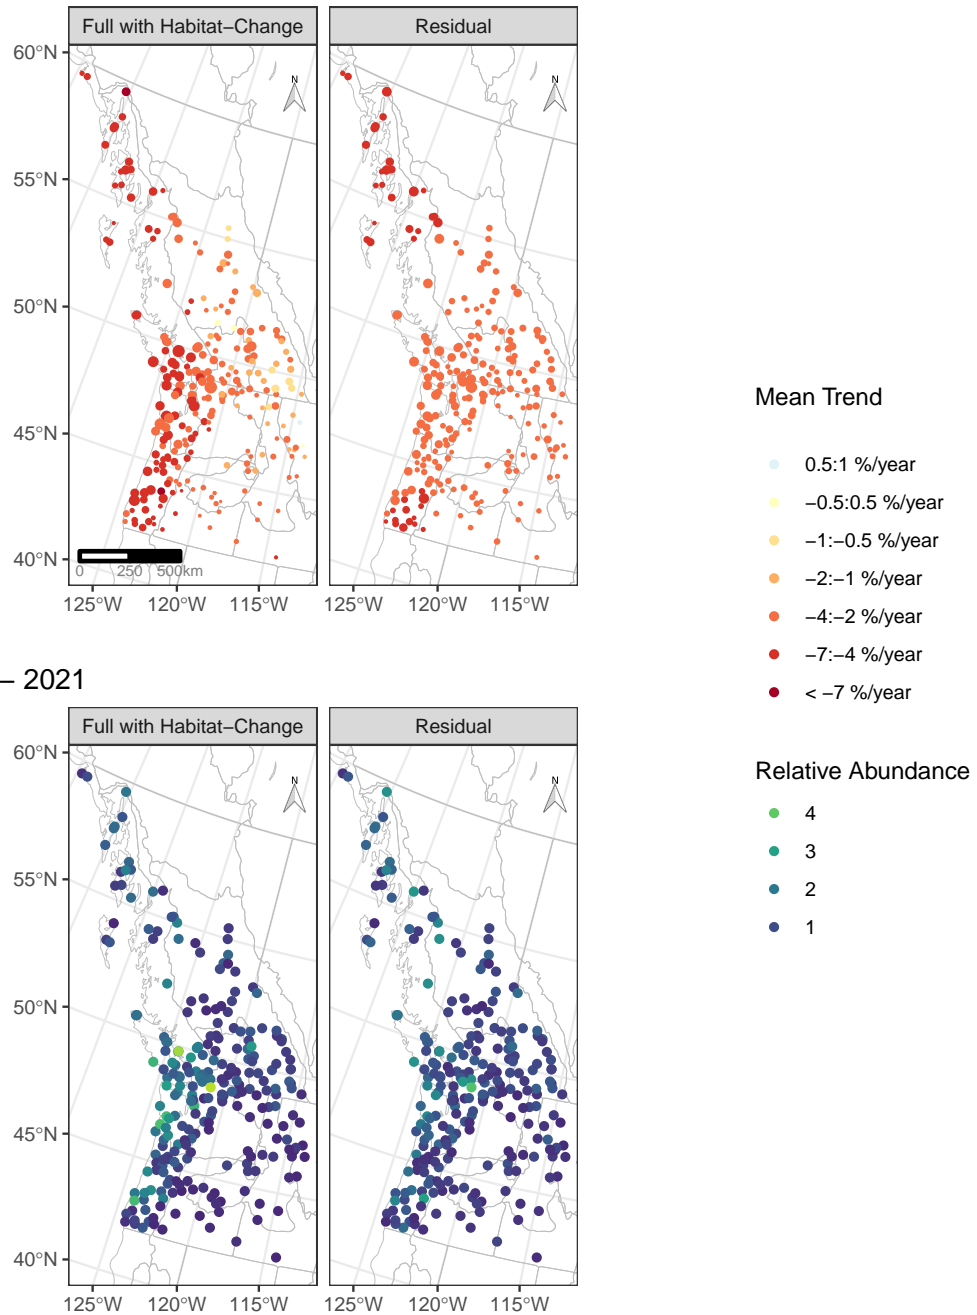 Full with Habitat−Change
Residual
60°N
55°N
50°N
45°N
40°N
N
N
0 250 500km
125°W 120°W 115°W
125°W 120°W 115°W
Mean Trend
0.5:1 %/year
−0.5:0.5 %/year
−1:−0.5 %/year
−2:−1 %/year
−4:−2 %/year
−7:−4 %/year
< −7 %/year
– 2021
Full with Habitat−Change
Residual
60°N
55°N
50°N
45°N
40°N
N
N
125°W 120°W 115°W
125°W 120°W 115°W
Relative Abundance
4
3
2
1